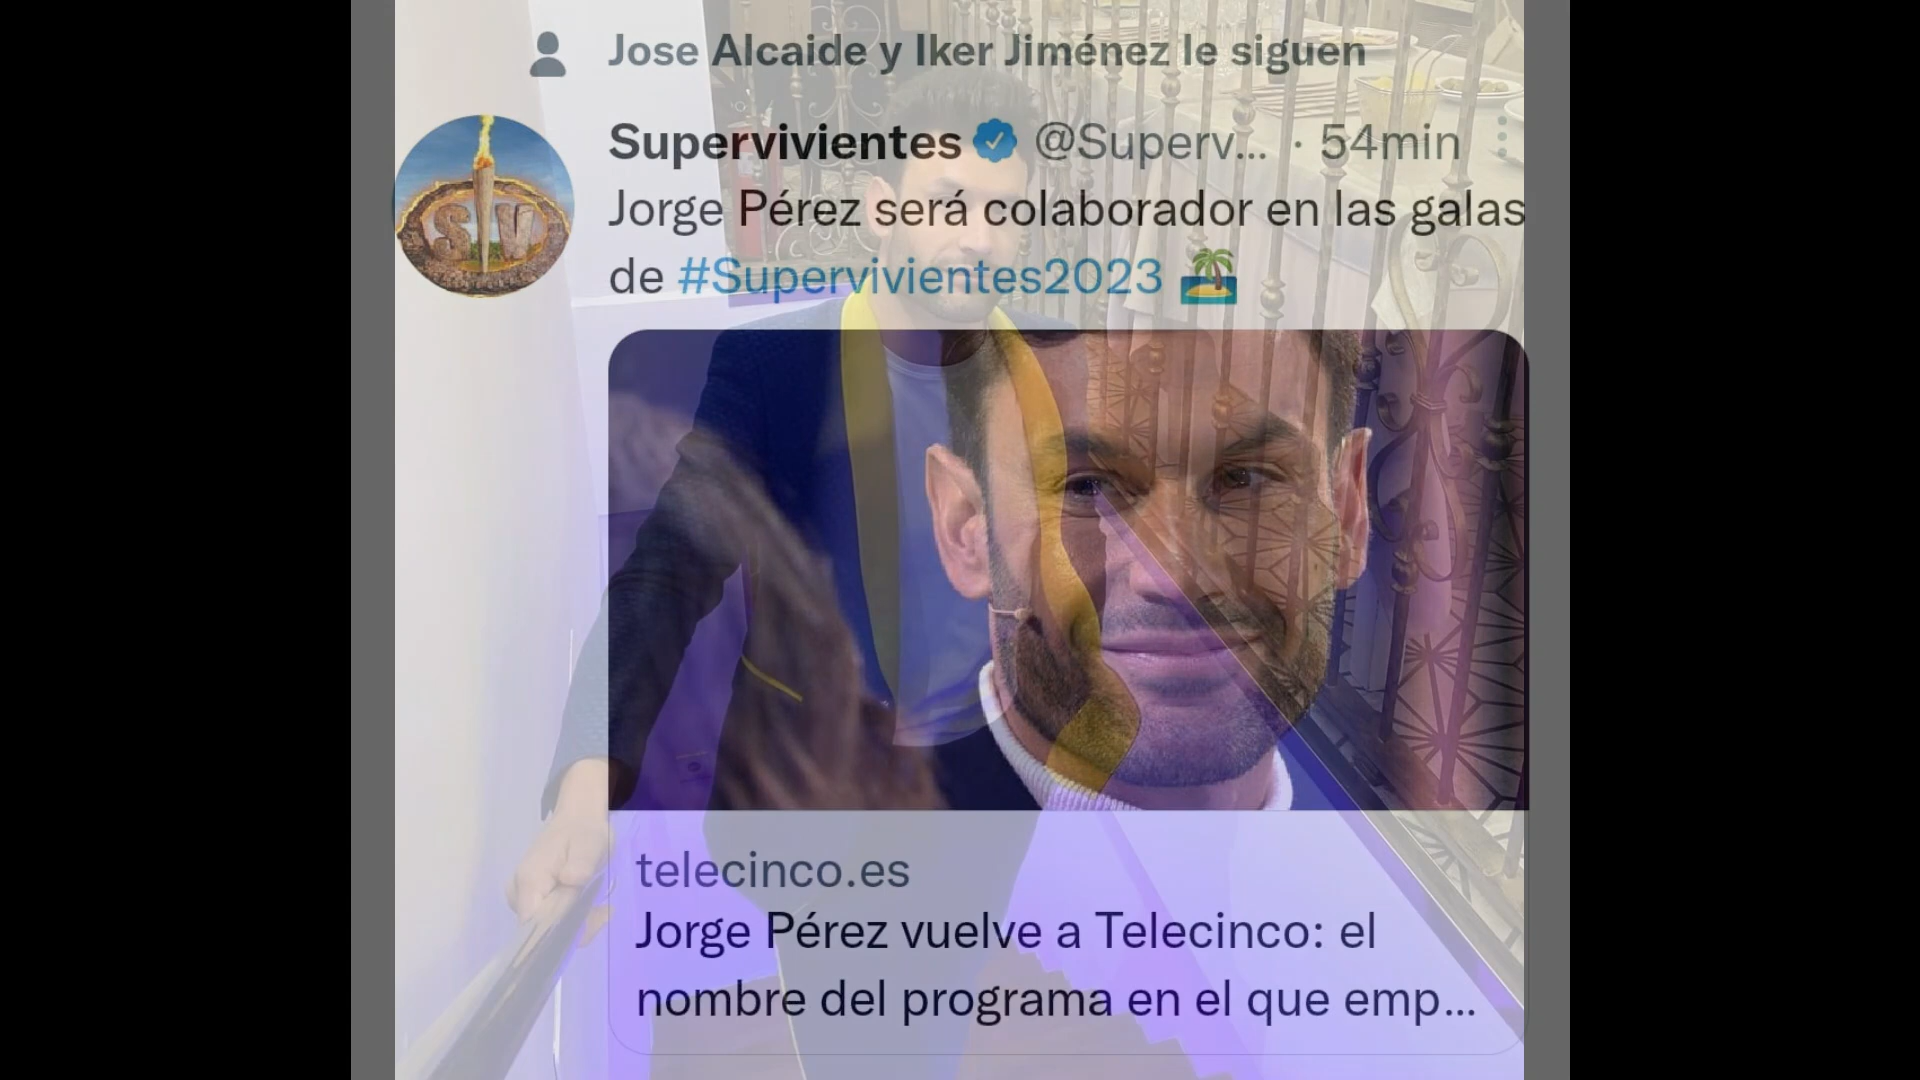 Jose Alcaide y Iker Jiménez le siguen
Supervivientes @Superv... · 54min
Jorge Pérez será colaborador en las galas
de #Supervivientes2023
SV
telecinco.es
Jorge Pérez vuelve a Telecinco: el
nombre del programa en el que emp...